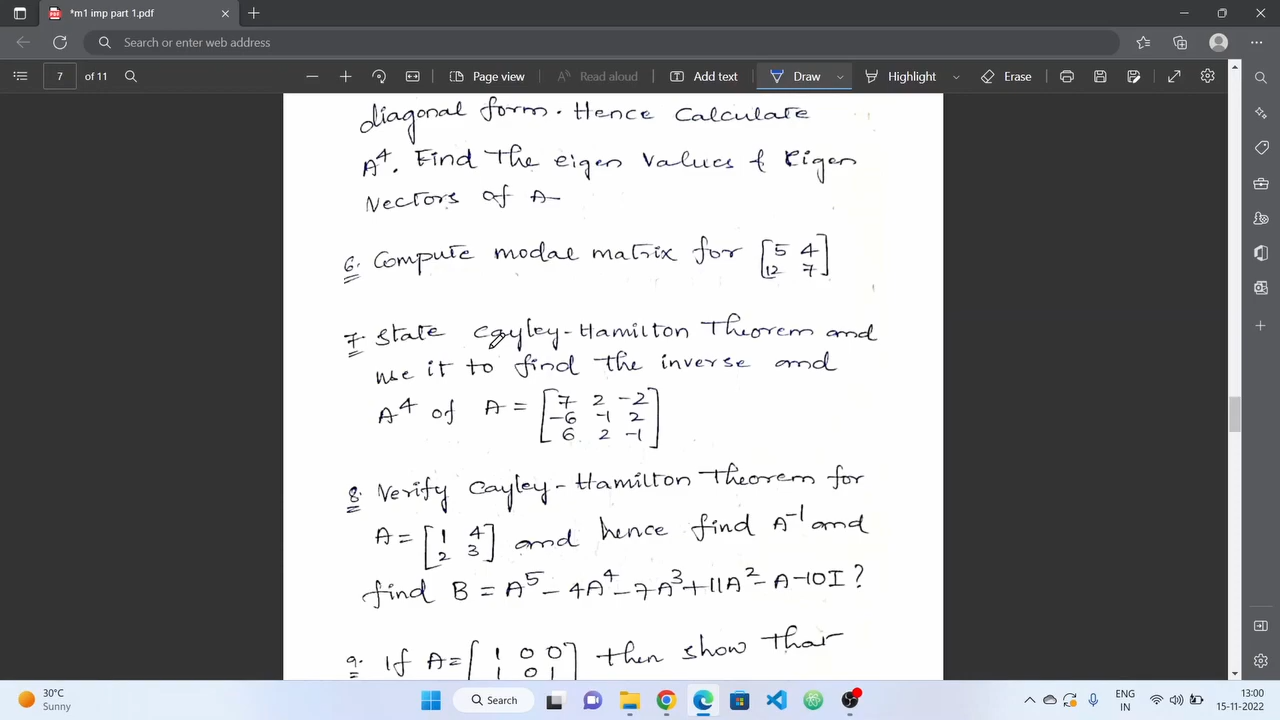 *m1 imp part 1.pdf
Search or enter web address
7 of 11
Page view
Read aloud
Add text
Draw
Highlight
Erase
diagonal form. Hence Calculate
A⁴. Find The eigen Values & Eigen
Vectors of A
6. Compute modal matrix for [5 4
12 7]
7. State Cayley-Hamilton Theorem and
use it to find the inverse and
A⁴ of A = [7 2 -2
-6 -1 2
6 2 -1]
8. Verify Cayley-Hamilton Theorem for
A = [1 4
2 3] and hence find A⁻¹ and
find B = A⁵ - 4A⁴ - 7A³ + 11A² - A - 10I ?
9. If A = [1 0 0
1 0 1
then show that
30°C
Sunny
Search
ENG
IN
13:00
15-11-2022